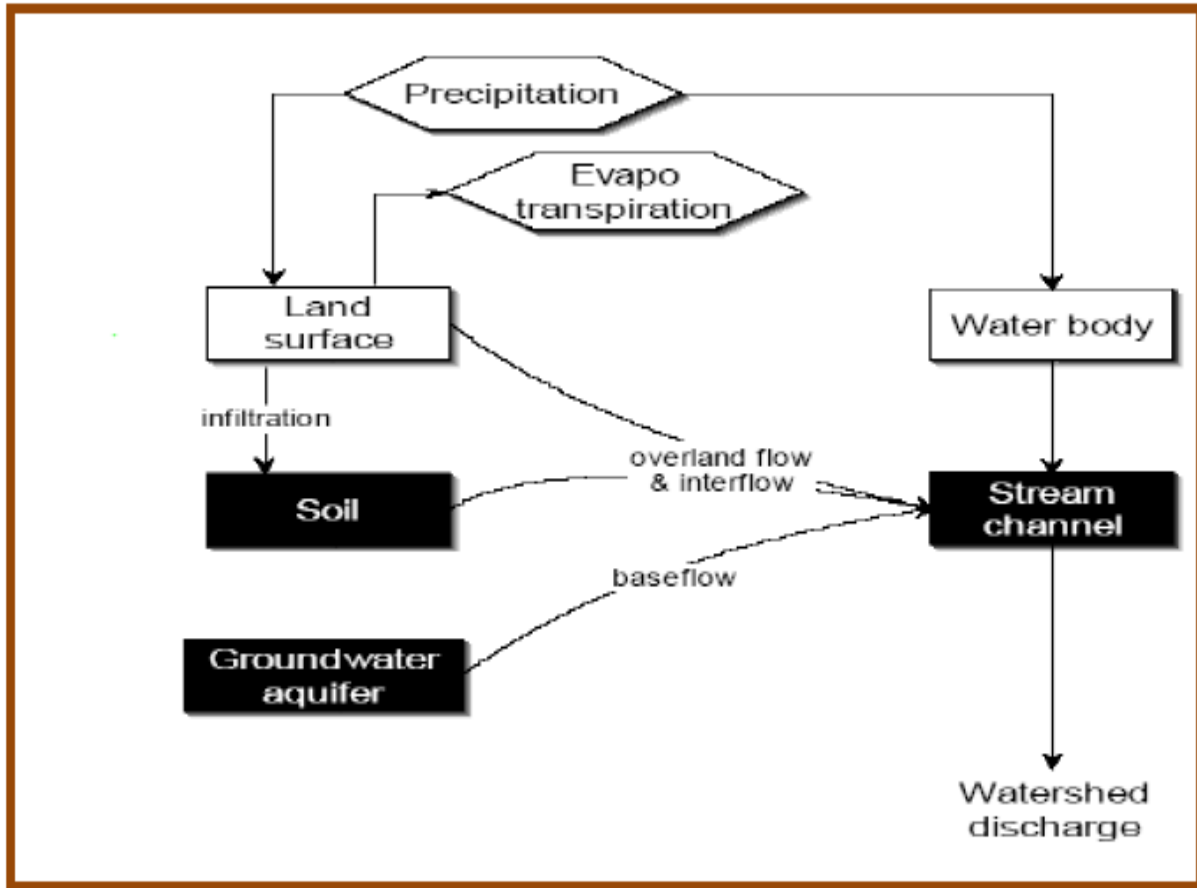 Precipitation
Evapo
transpiration
Land
surface
Water body
infiltration
overland flow
& interflow
Soil
Stream
channel
baseflow
Groundwater
aquifer
Watershed
discharge